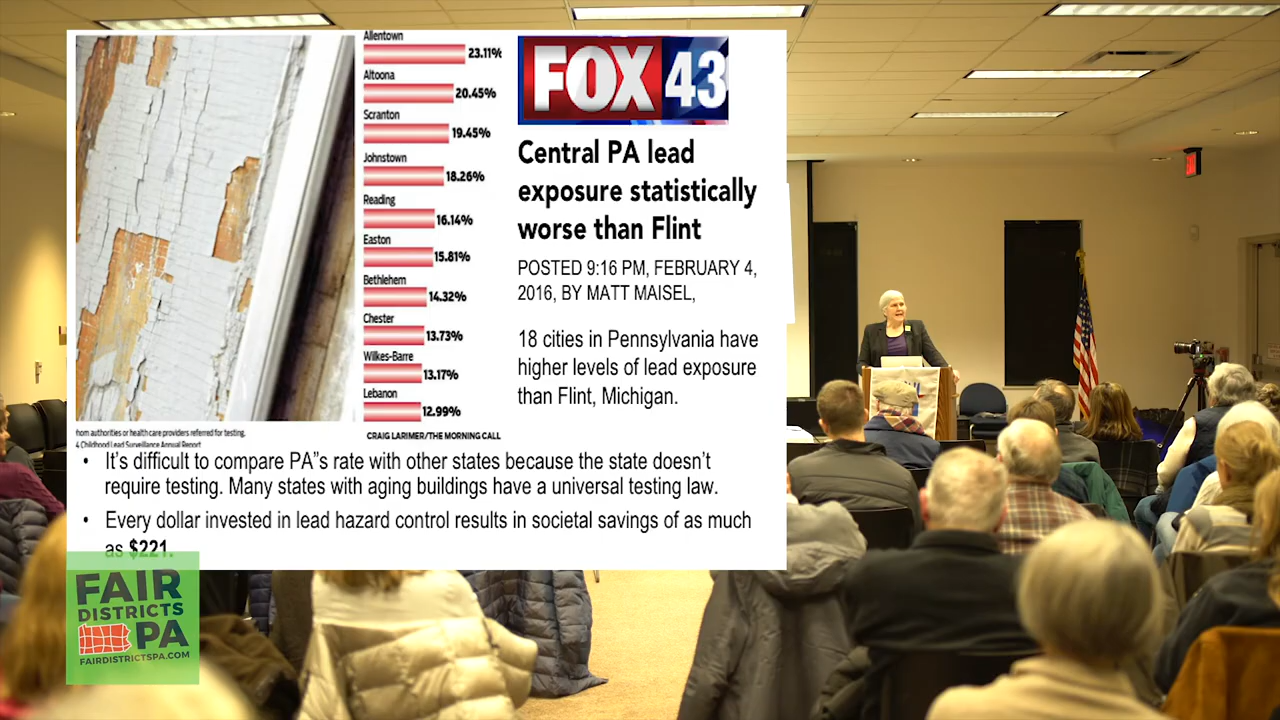 Allentown
23.11%
Altoona
20.45%
Scranton
19.45%
Johnstown
18.26%
Reading
16.14%
Easton
15.81%
Bethlehem
14.32%
Chester
13.73%
Wilkes-Barre
13.17%
Lebanon
12.99%
CRAIG LARIMER/THE MORNING CALL
from authorities or health care providers referred for testing.
4 Childhood Lead Surveillance Annual Report
FOX 43
Central PA lead
exposure statistically
worse than Flint
POSTED 9:16 PM, FEBRUARY 4,
2016, BY MATT MAISEL,
18 cities in Pennsylvania have
higher levels of lead exposure
than Flint, Michigan.
• It's difficult to compare PA"s rate with other states because the state doesn't
require testing. Many states with aging buildings have a universal testing law.
• Every dollar invested in lead hazard control results in societal savings of as much
as $221.
FAIR
DISTRICTS
PA
FAIRDISTRICTSPA.COM